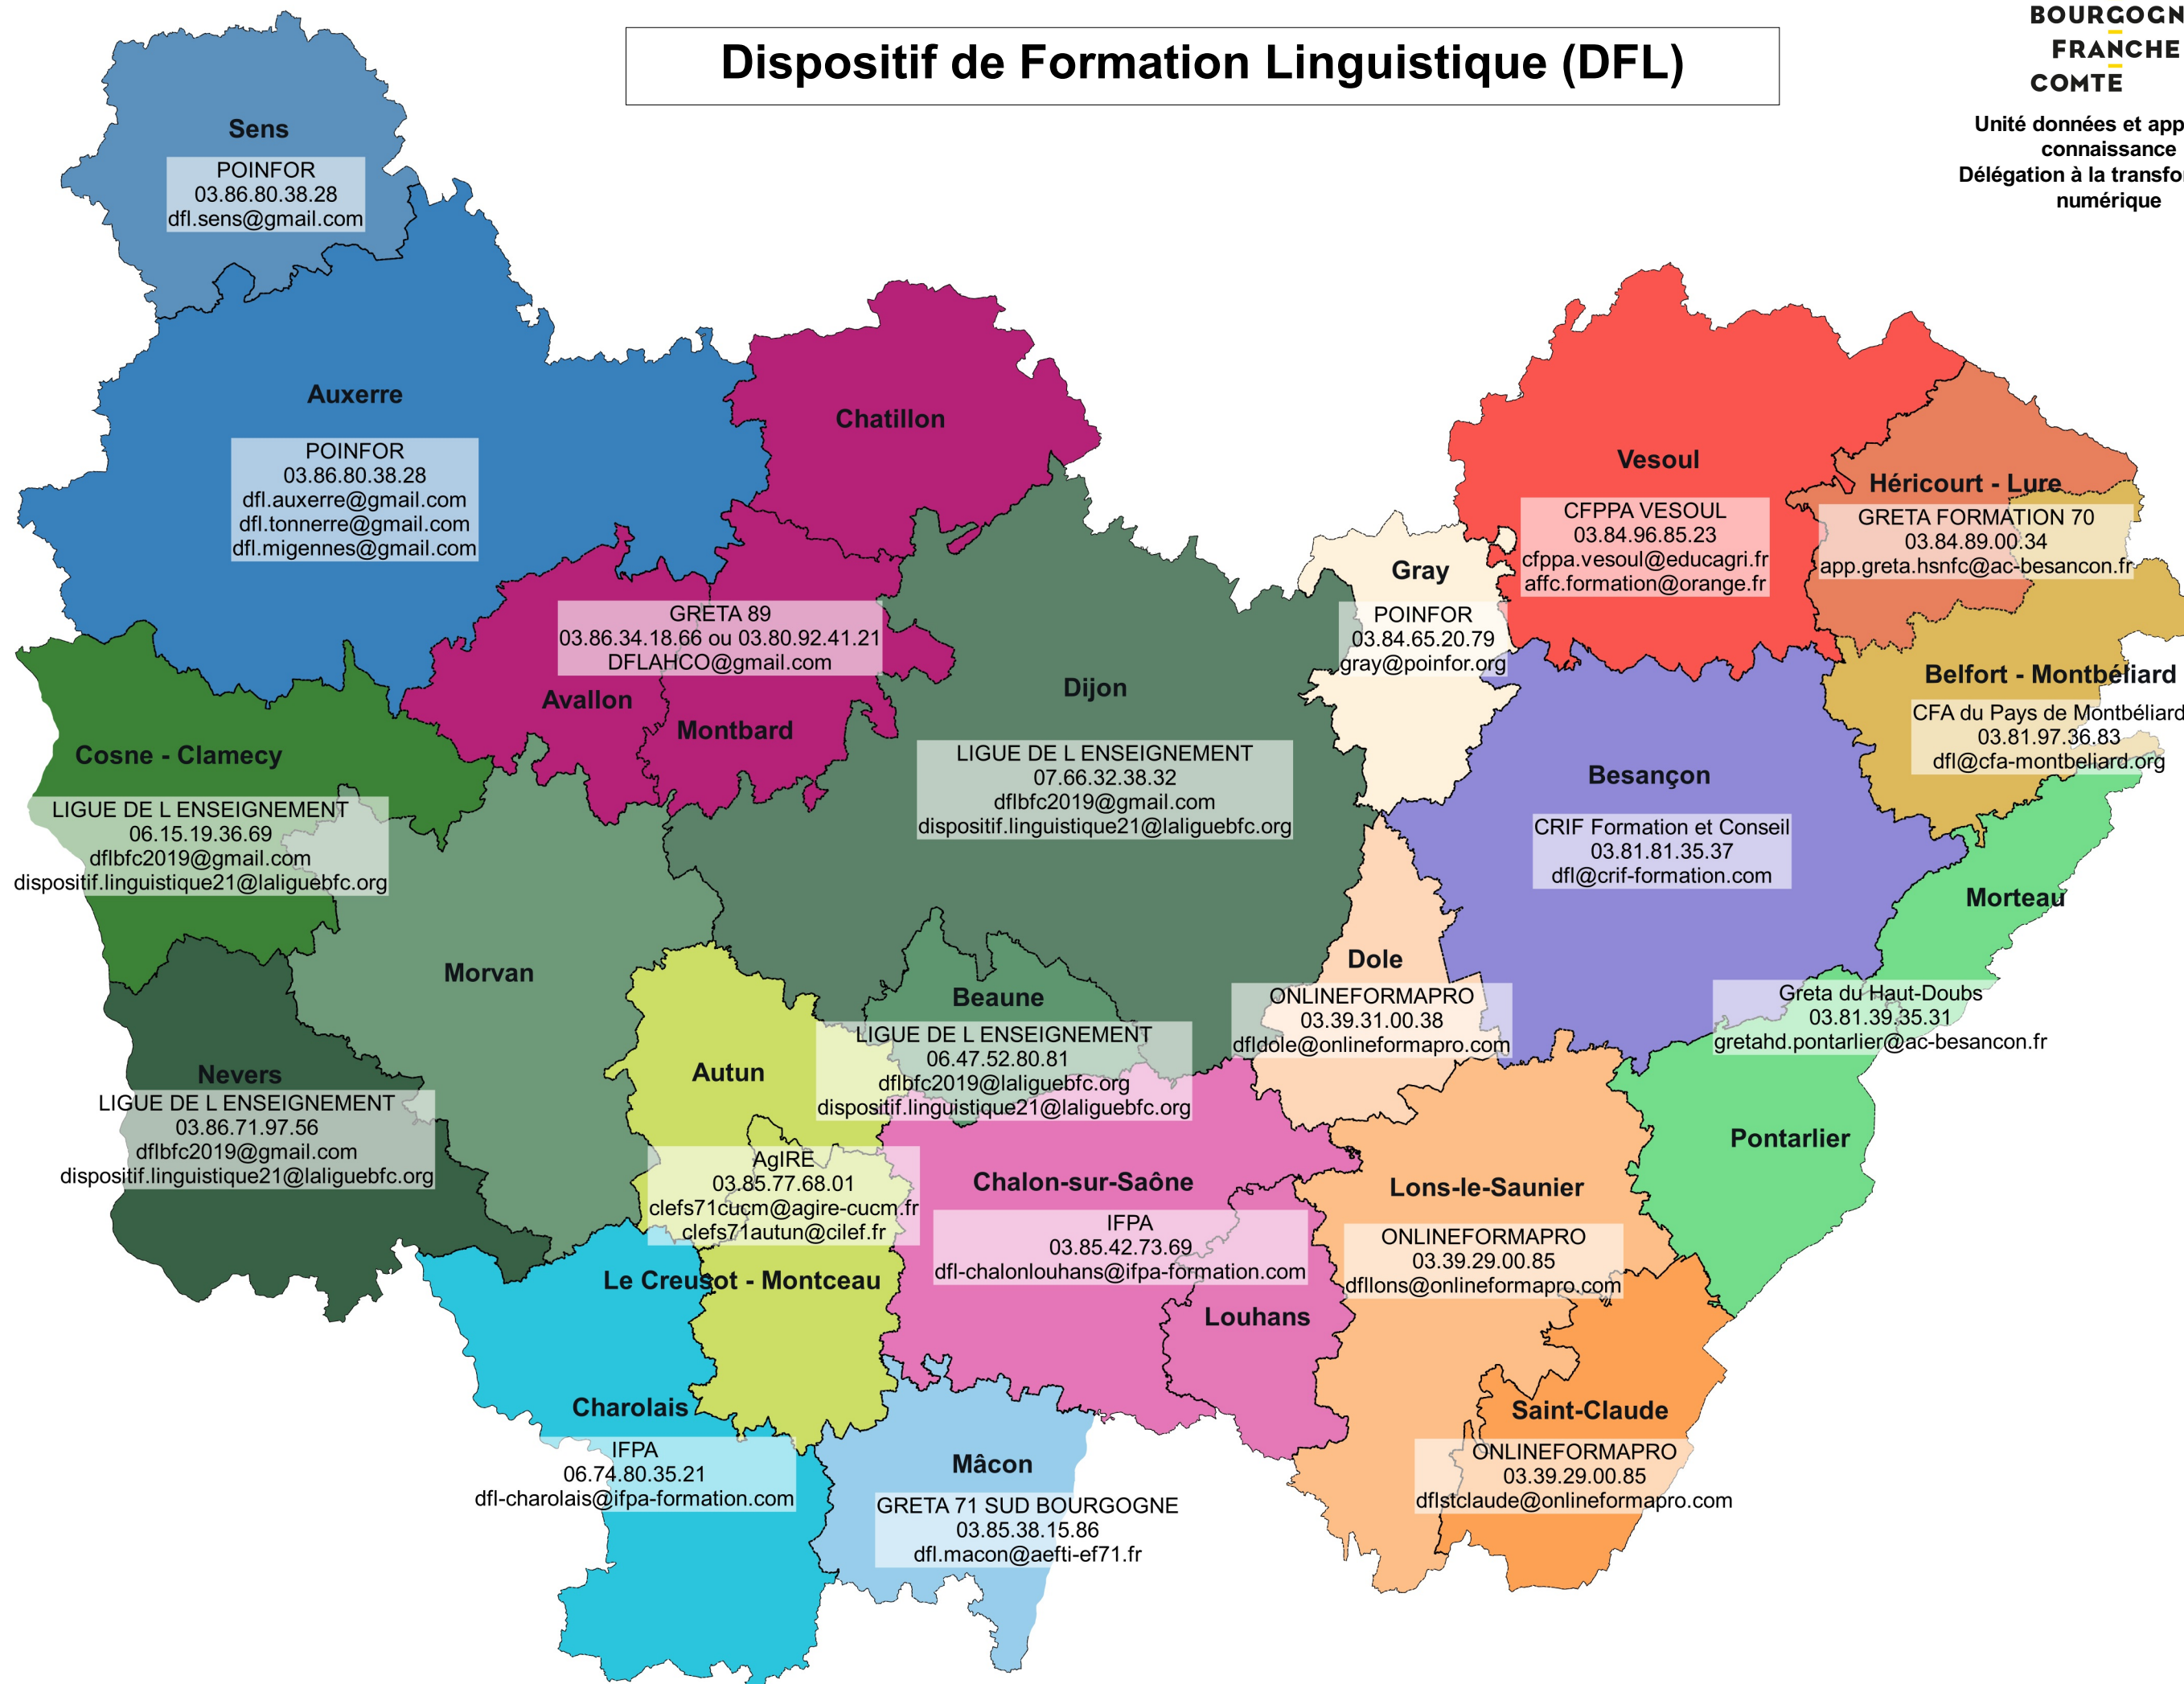 Dispositif de Formation Linguistique (DFL)
BOURGOGN
FRANCHE
COMTE
Unité données et app
connaissance
Délégation à la transfo
numérique
Sens
POINFOR
03.86.80.38.28
dfl.sens@gmail.com
Auxerre
POINFOR
03.86.80.38.28
dfl.auxerre@gmail.com
dfl.tonnerre@gmail.com
dfl.migennes@gmail.com
Chatillon
Vesoul
CFPPA VESOUL
03.84.96.85.23
cfppa.vesoul@educagri.fr
affc.formation@orange.fr
Héricourt - Lure
GRETA FORMATION 70
03.84.89.00.34
app.greta.hsnfc@ac-besancon.fr
Gray
POINFOR
03.84.65.20.79
gray@poinfor.org
GRETA 89
03.86.34.18.66 ou 03.80.92.41.21
DFLAHCO@gmail.com
Avallon
Montbard
Dijon
LIGUE DE L ENSEIGNEMENT
07.66.32.38.32
dflbfc2019@gmail.com
dispositif.linguistique21@laliguebfc.org
Belfort - Montbéliard
CFA du Pays de Montbéliard
03.81.97.36.83
dfl@cfa-montbeliard.org
Cosne - Clamecy
LIGUE DE L ENSEIGNEMENT
06.15.19.36.69
dflbfc2019@gmail.com
dispositif.linguistique21@laliguebfc.org
Besançon
CRIF Formation et Conseil
03.81.81.35.37
dfl@crif-formation.com
Morteau
Morvan
Dole
ONLINEFORMAPRO
03.39.31.00.38
dfldole@onlineformapro.com
Greta du Haut-Doubs
03.81.39.35.31
gretahd.pontarlier@ac-besancon.fr
Beaune
LIGUE DE L ENSEIGNEMENT
06.47.52.80.81
dflbfc2019@laliguebfc.org
dispositif.linguistique21@laliguebfc.org
Nevers
LIGUE DE L ENSEIGNEMENT
03.86.71.97.56
dflbfc2019@gmail.com
dispositif.linguistique21@laliguebfc.org
Autun
AgIRE
03.85.77.68.01
clefs71cucm@agire-cucm.fr
clefs71autun@cilef.fr
Le Creusot - Montceau
Pontarlier
Chalon-sur-Saône
IFPA
03.85.42.73.69
dfl-chalonlouhans@ifpa-formation.com
Louhans
Lons-le-Saunier
ONLINEFORMAPRO
03.39.29.00.85
dfllons@onlineformapro.com
Charolais
IFPA
06.74.80.35.21
dfl-charolais@ifpa-formation.com
Mâcon
GRETA 71 SUD BOURGOGNE
03.85.38.15.86
dfl.macon@aefti-ef71.fr
Saint-Claude
ONLINEFORMAPRO
03.39.29.00.85
dflstclaude@onlineformapro.com